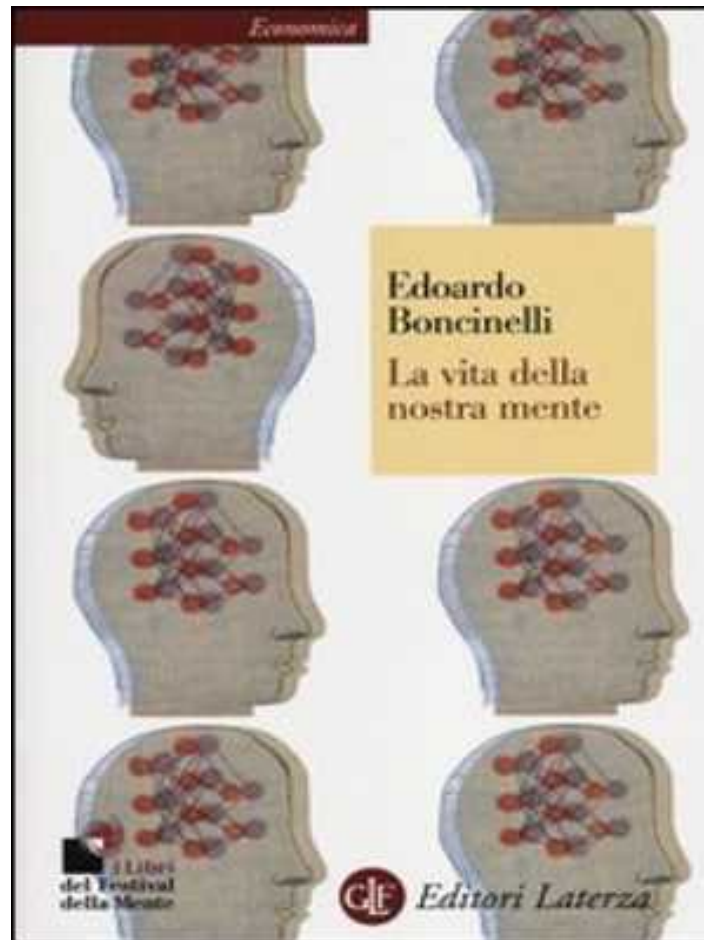 Economica
Edoardo
Boncinelli
La vita della
nostra mente
i Libri
del Festival
della Mente
GLF Editori Laterza